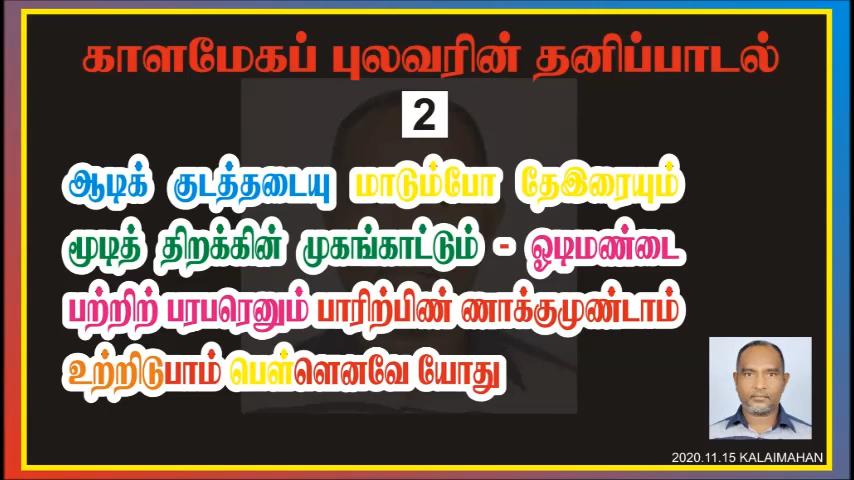 காளமேகப் புலவரின் தனிப்பாடல்
2
ஆடிக் குடத்தடையு மாடும்போ தேஇரையும்
மூடித் திறக்கின் முகங்காட்டும் - ஓடிமண்டை
பற்றிற் பரபரெனும் பாரிற்பிண் ணாக்குமுண்டாம்
உற்றிடுபாம் பெள்ளெனவே யோது
2020.11.15 KALAIMAHAN